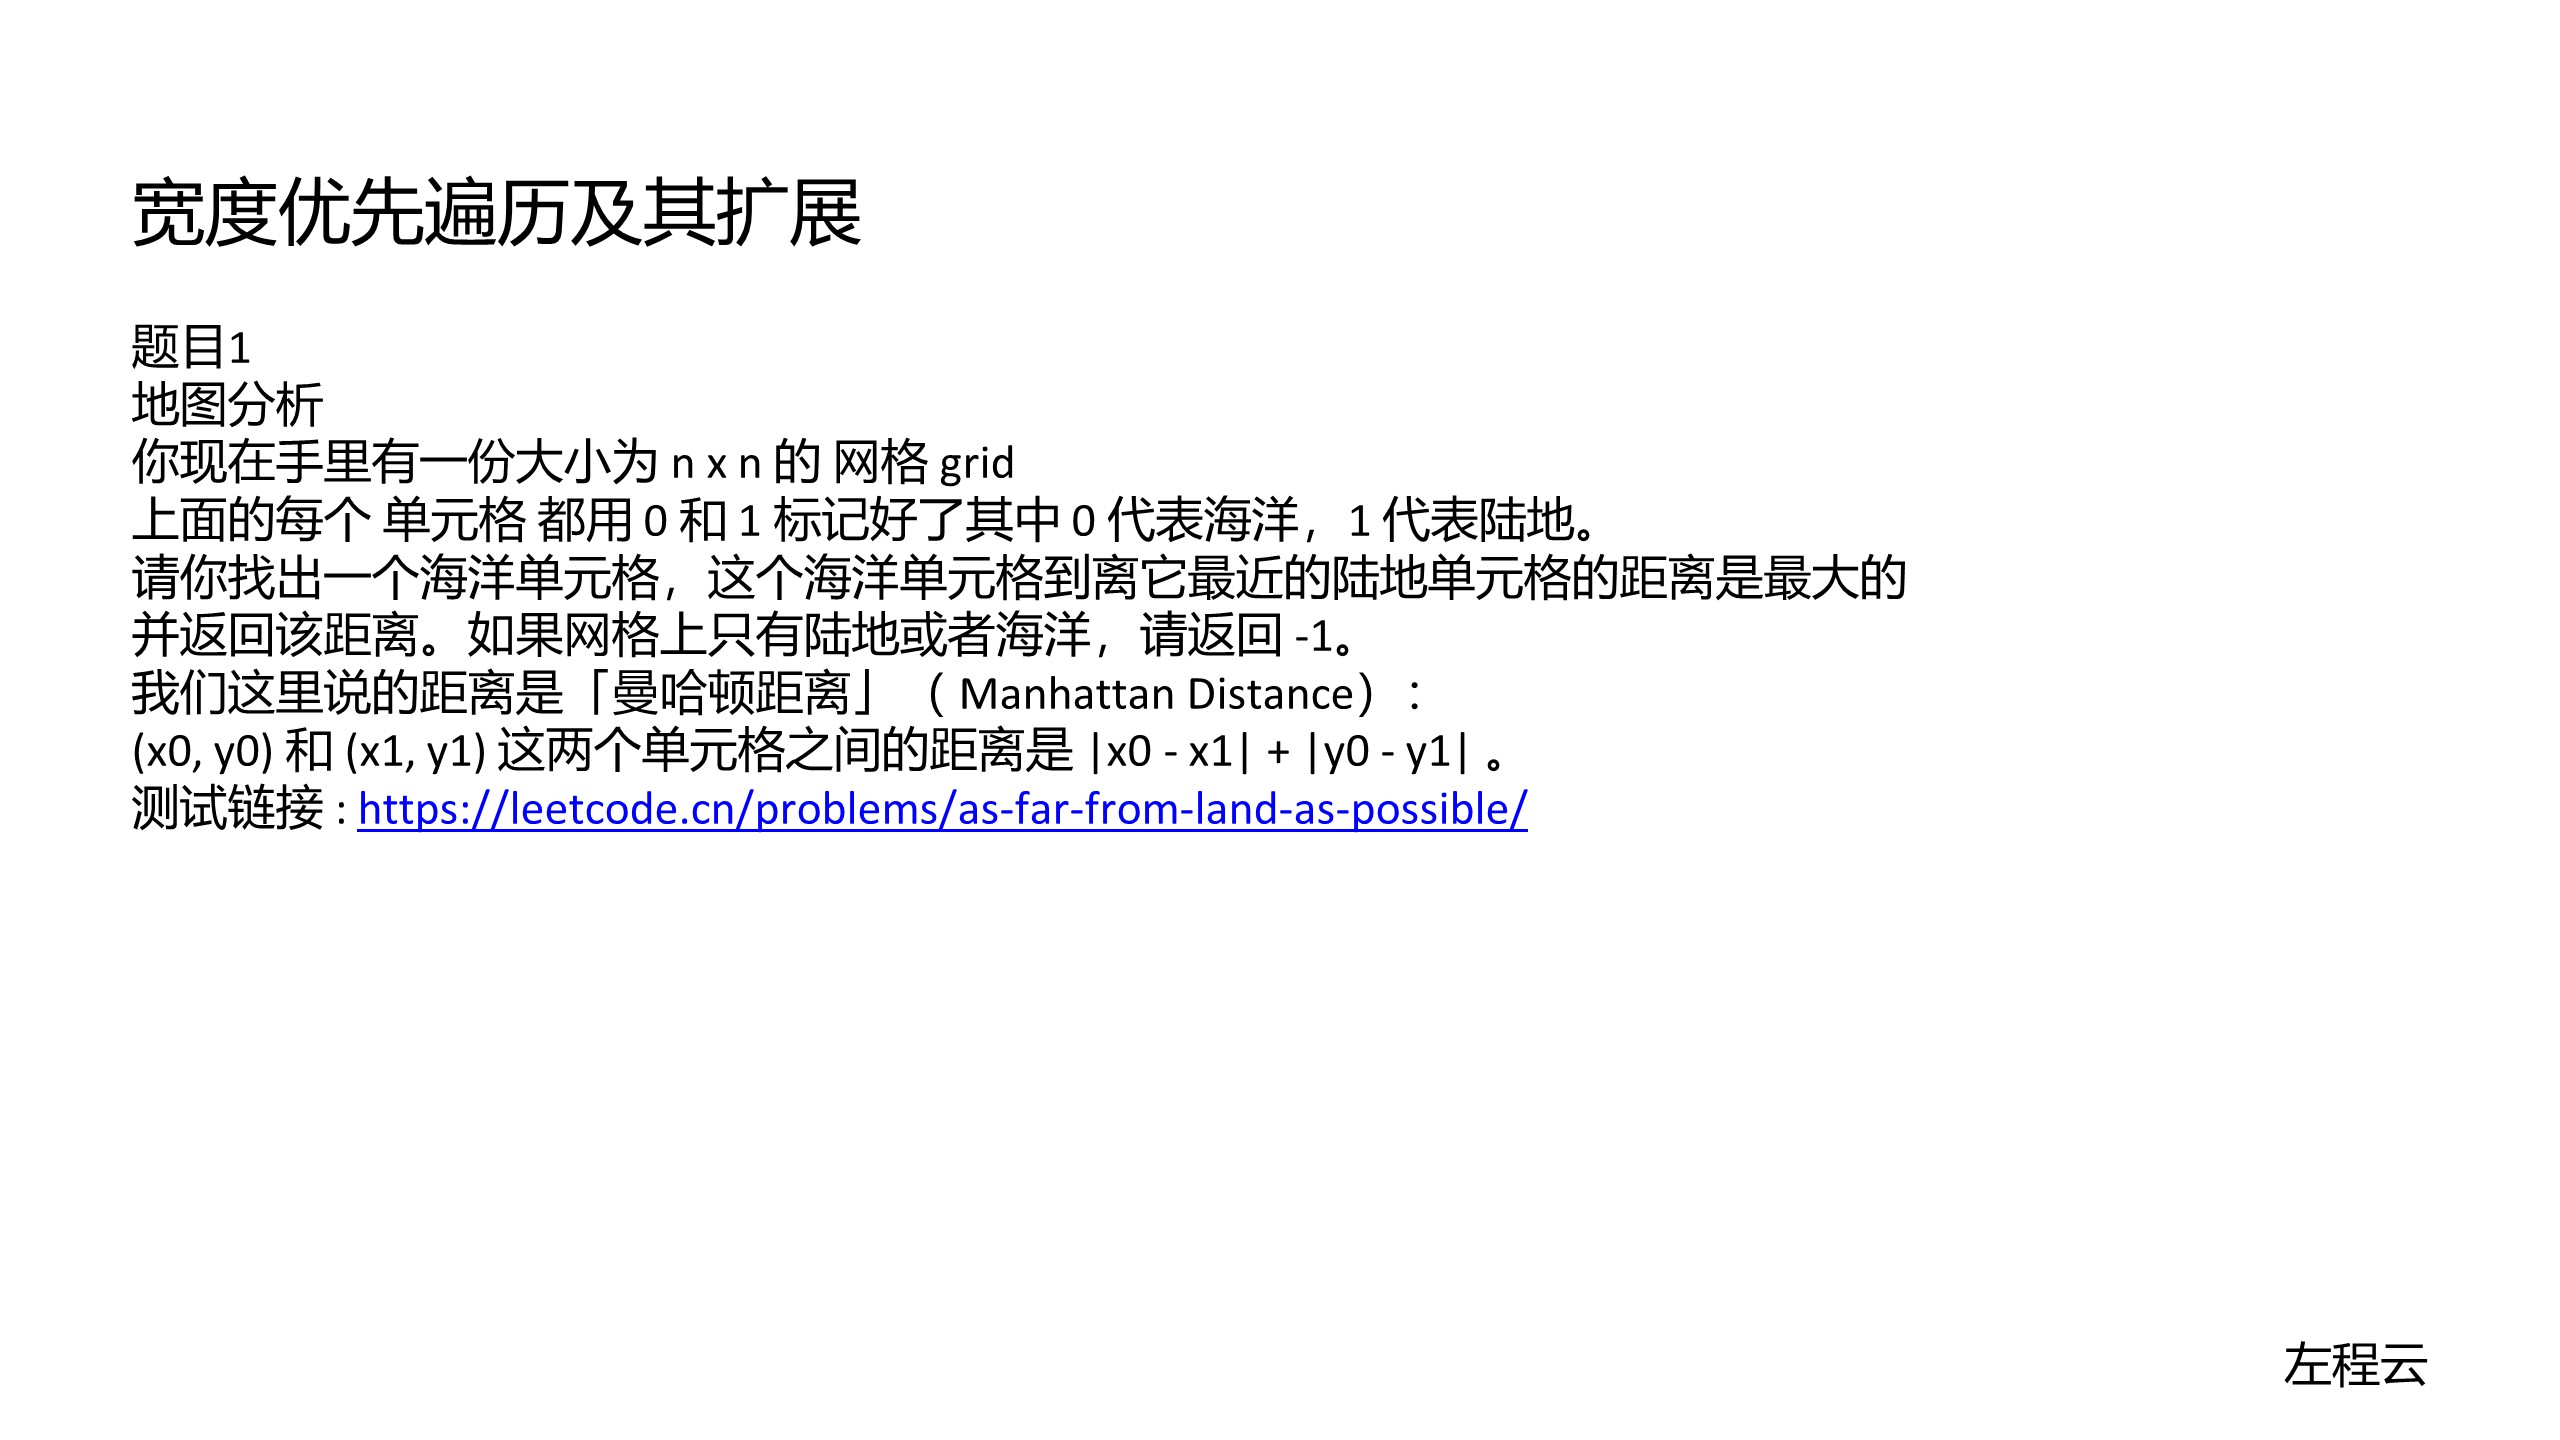 宽度优先遍历及其扩展
题目1
地图分析
你现在手里有一份大小为 n x n 的 网格 grid
上面的每个 单元格 都用 0 和 1 标记好了其中 0 代表海洋，1 代表陆地。
请你找出一个海洋单元格，这个海洋单元格到离它最近的陆地单元格的距离是最大的
并返回该距离。如果网格上只有陆地或者海洋，请返回 -1。
我们这里说的距离是「曼哈顿距离」（ Manhattan Distance）：
(x0, y0) 和 (x1, y1) 这两个单元格之间的距离是 |x0 - x1| + |y0 - y1| 。
测试链接 : https://leetcode.cn/problems/as-far-from-land-as-possible/
左程云